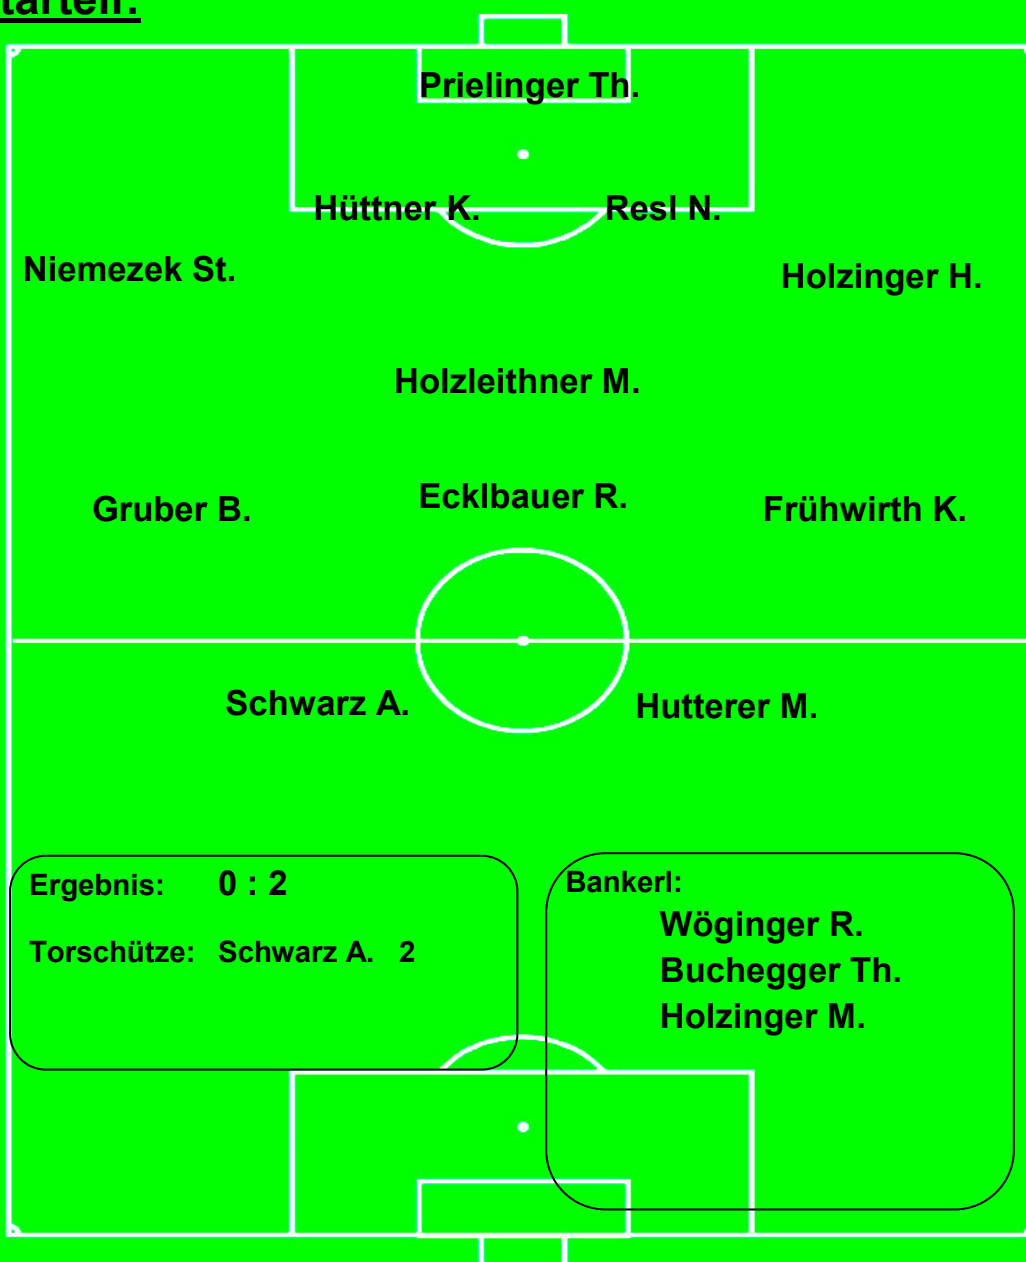 Prielinger Th.
Hüttner K. Resl N.
Niemezek St. Holzinger H.
Holzleithner M.
Gruber B. Ecklbauer R. Frühwirth K.
Schwarz A. Hutterer M.
Ergebnis: 0 : 2
Torschütze: Schwarz A. 2
Bankerl:
Wöginger R.
Buchegger Th.
Holzinger M.